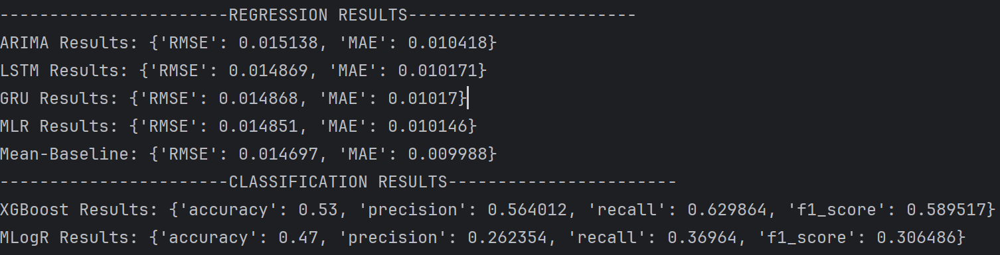 -----------------------REGRESSION RESULTS-----------------------
ARIMA Results: {'RMSE': 0.015138, 'MAE': 0.010418}
LSTM Results: {'RMSE': 0.014869, 'MAE': 0.010171}
GRU Results: {'RMSE': 0.014868, 'MAE': 0.01017}
MLR Results: {'RMSE': 0.014851, 'MAE': 0.010146}
Mean-Baseline: {'RMSE': 0.014697, 'MAE': 0.009988}
-----------------------CLASSIFICATION RESULTS-----------------------
XGBoost Results: {'accuracy': 0.53, 'precision': 0.564012, 'recall': 0.629864, 'f1_score': 0.589517}
MLogR Results: {'accuracy': 0.47, 'precision': 0.262354, 'recall': 0.36964, 'f1_score': 0.306486}